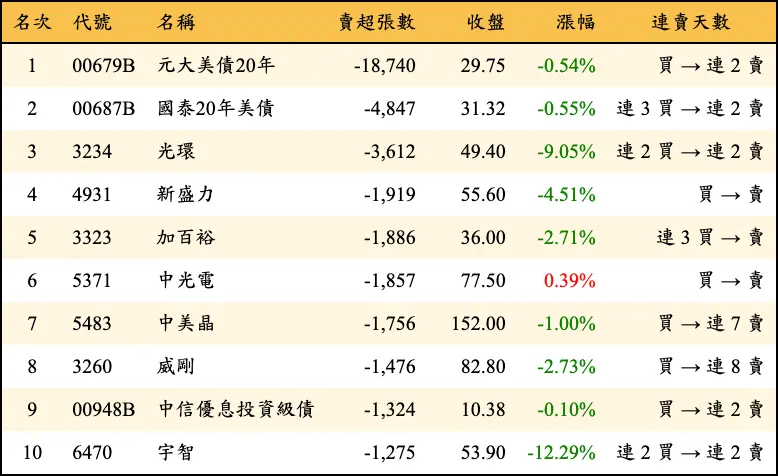 名次 代號 名稱 賣超張數 收盤 漲幅 連賣天數
1 00679B 元大美債20年 -18,740 29.75 -0.54% 買 → 連 2 賣
2 00687B 國泰20年美債 -4,847 31.32 -0.55% 連 3 買 → 連 2 賣
3 3234 光環 -3,612 49.40 -9.05% 連 2 買 → 連 2 賣
4 4931 新盛力 -1,919 55.60 -4.51% 買 → 賣
5 3323 加百裕 -1,886 36.00 -2.71% 連 3 買 → 賣
6 5371 中光電 -1,857 77.50 0.39% 買 → 賣
7 5483 中美晶 -1,756 152.00 -1.00% 買 → 連 7 賣
8 3260 威剛 -1,476 82.80 -2.73% 買 → 連 8 賣
9 00948B 中信優息投資級債 -1,324 10.38 -0.10% 買 → 連 2 賣
10 6470 宇智 -1,275 53.90 -12.29% 連 2 買 → 連 2 賣